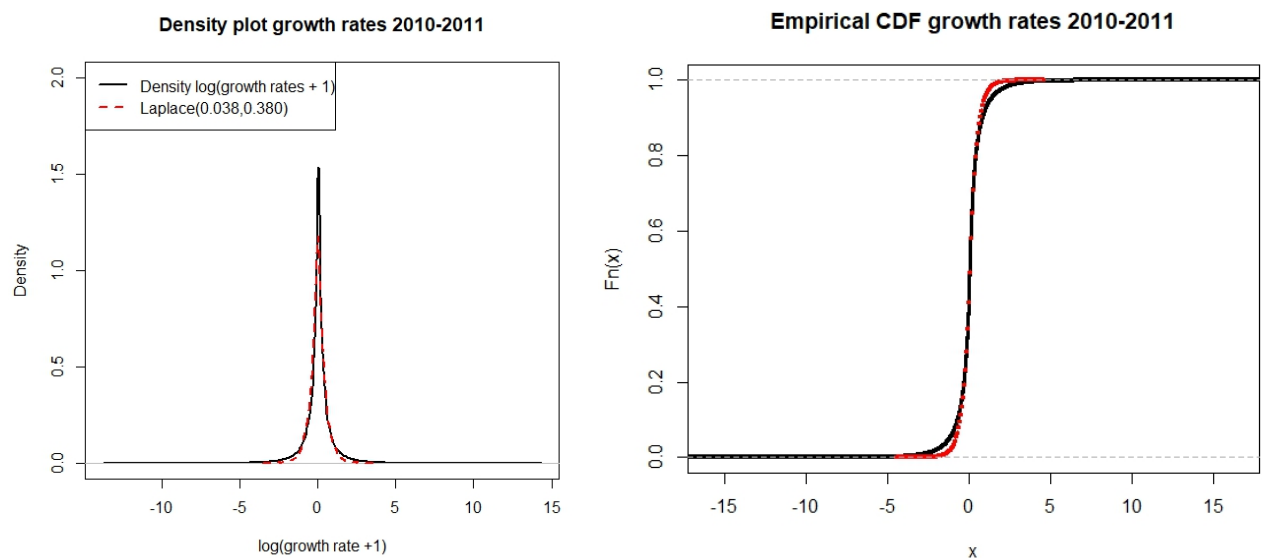 Density plot growth rates 2010-2011
Density log(growth rates + 1)
Laplace(0.038,0.380)
Density
2.0
1.5
1.0
0.5
0.0
-10 -5 0 5 10 15
log(growth rate +1)
Empirical CDF growth rates 2010-2011
Fn(x)
1.0
0.8
0.6
0.4
0.2
0.0
-15 -10 -5 0 5 10 15
x